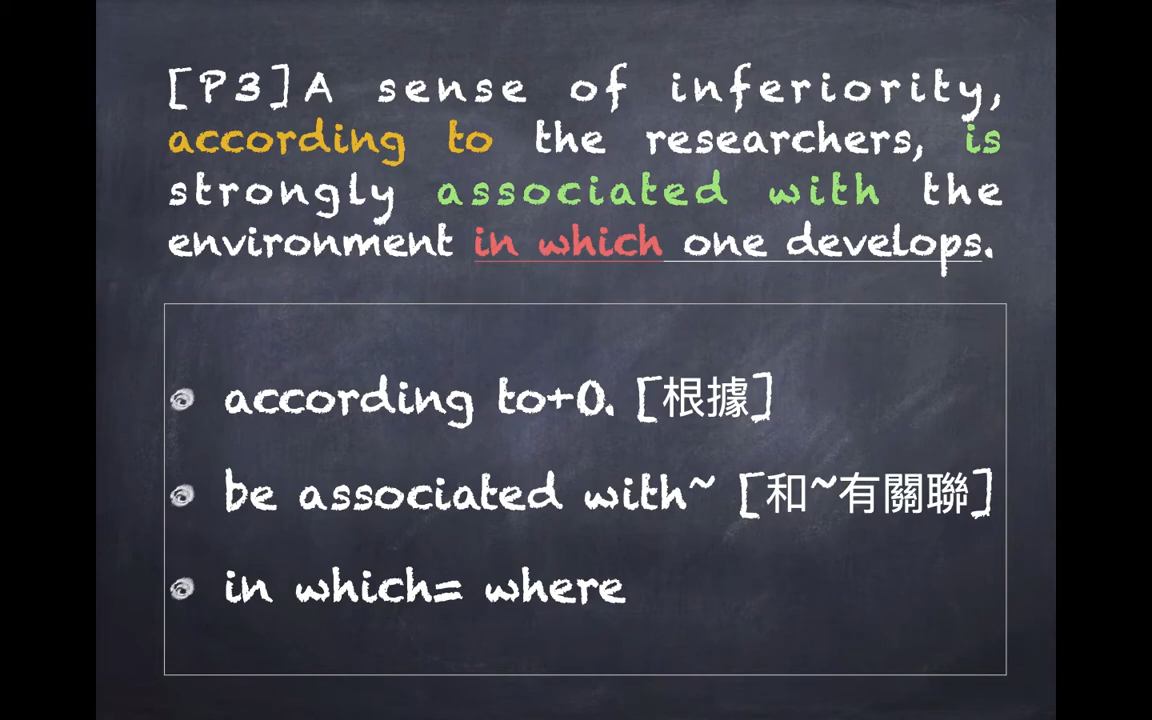 [P3]A sense of inferiority,
according to the researchers, is
strongly associated with the
environment in which one develops.
according to+O. [根據]
be associated with~ [和~有關聯]
in which= where